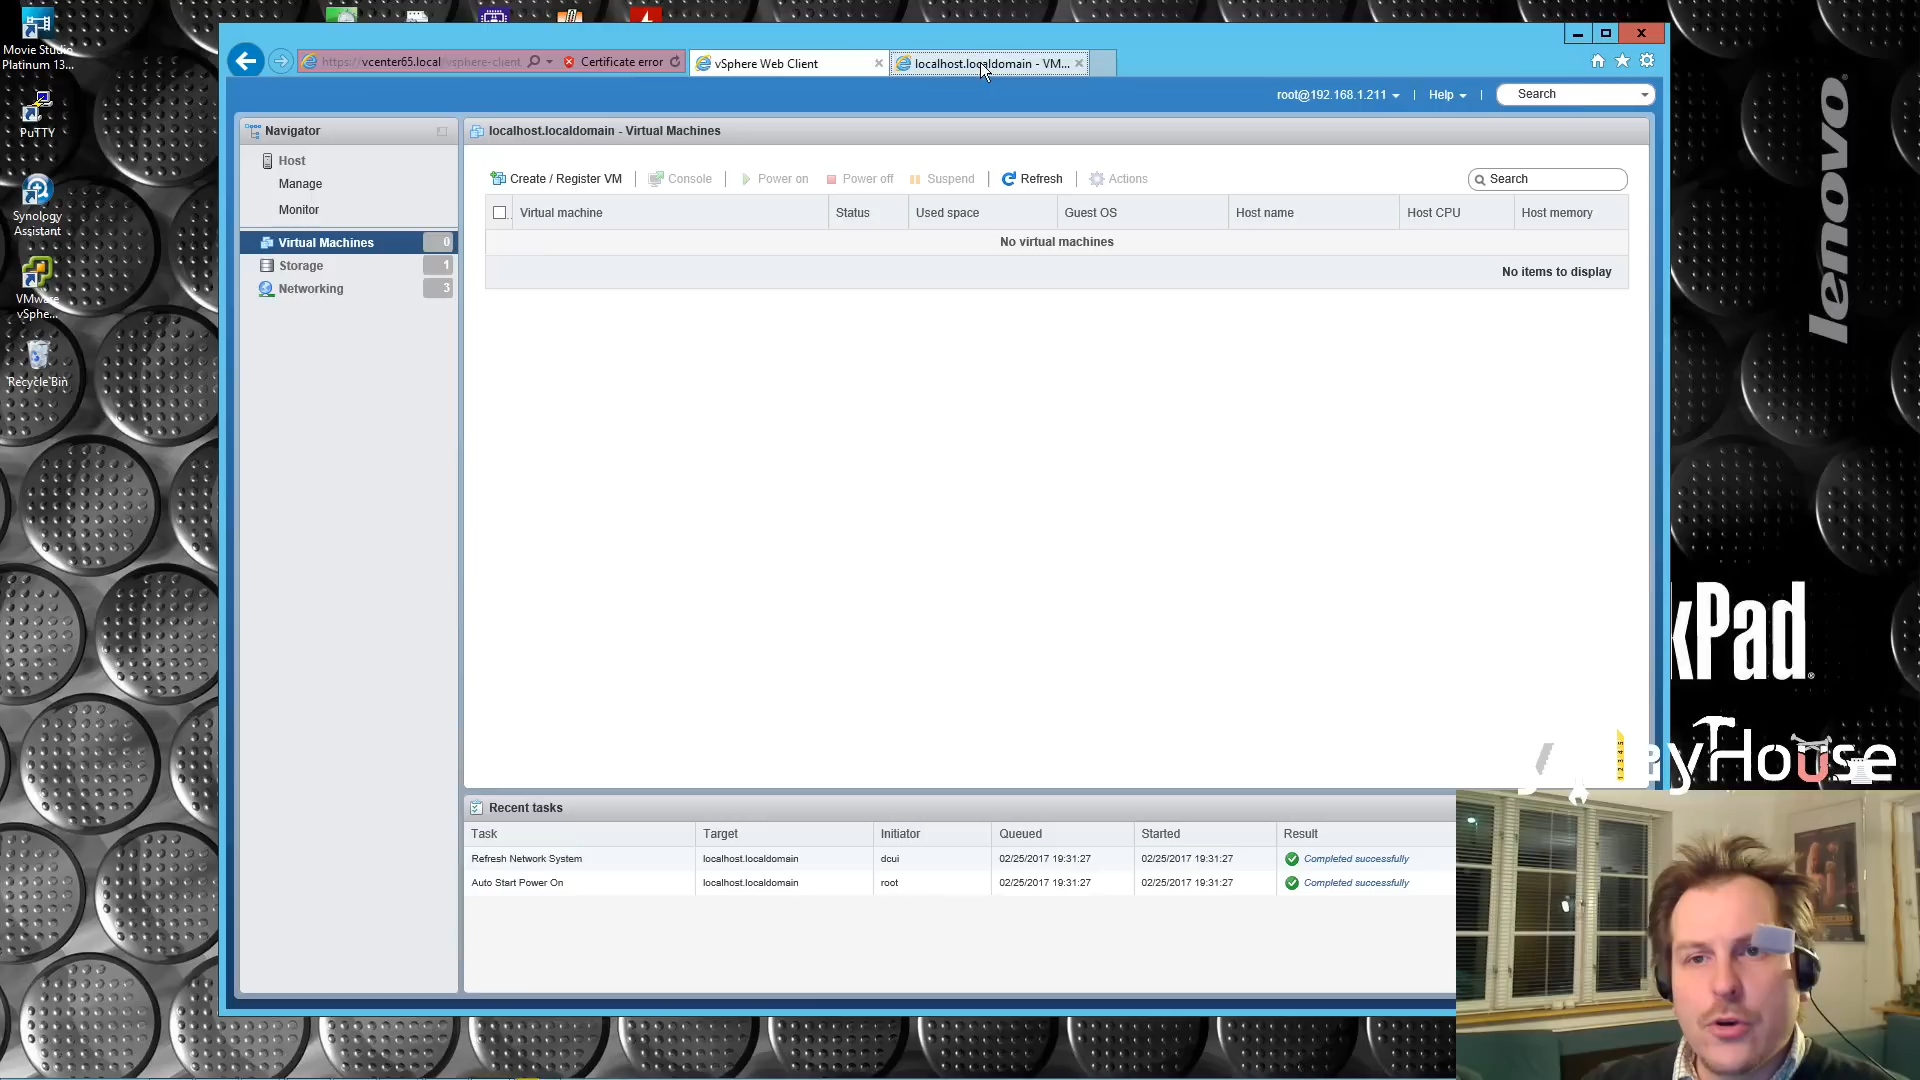 Movie Studio
Platinum 13...
PuTTY
Synology
Assistant
VMware
vSphe...
Recycle Bin
https://vcenter65.local/vsphere-client
Certificate error
vSphere Web Client
localhost.localdomain - VM...
root@192.168.1.211
Help
Search
Navigator
Host
Manage
Monitor
Virtual Machines 0
Storage 1
Networking 3
localhost.localdomain - Virtual Machines
Create / Register VM
Console
Power on
Power off
Suspend
Refresh
Actions
Search
Virtual machine Status Used space Guest OS Host name Host CPU Host memory
No virtual machines
No items to display
Recent tasks
Task Target Initiator Queued Started Result
Refresh Network System localhost.localdomain dcui 02/25/2017 19:31:27 02/25/2017 19:31:27 Completed successfully
Auto Start Power On localhost.localdomain root 02/25/2017 19:31:27 02/25/2017 19:31:27 Completed successfully
lenovo
kPad
ayHouse